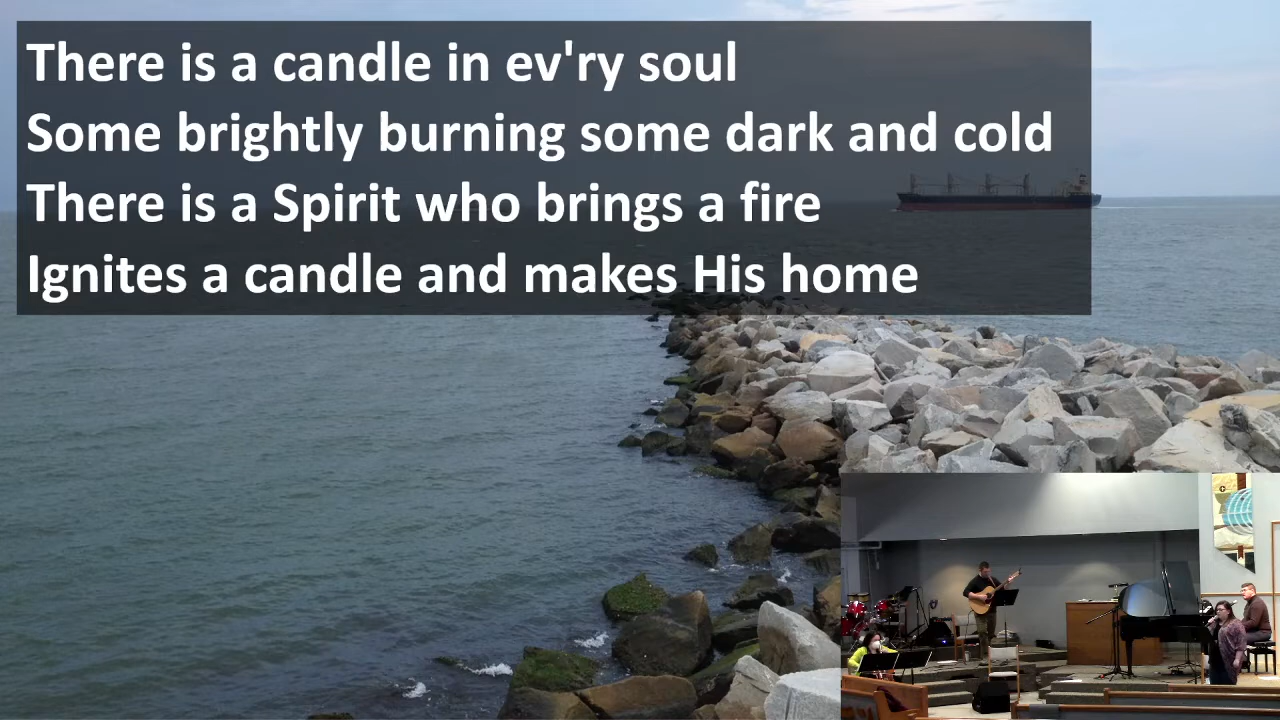 There is a candle in ev'ry soul
Some brightly burning some dark and cold
There is a Spirit who brings a fire
Ignites a candle and makes His home